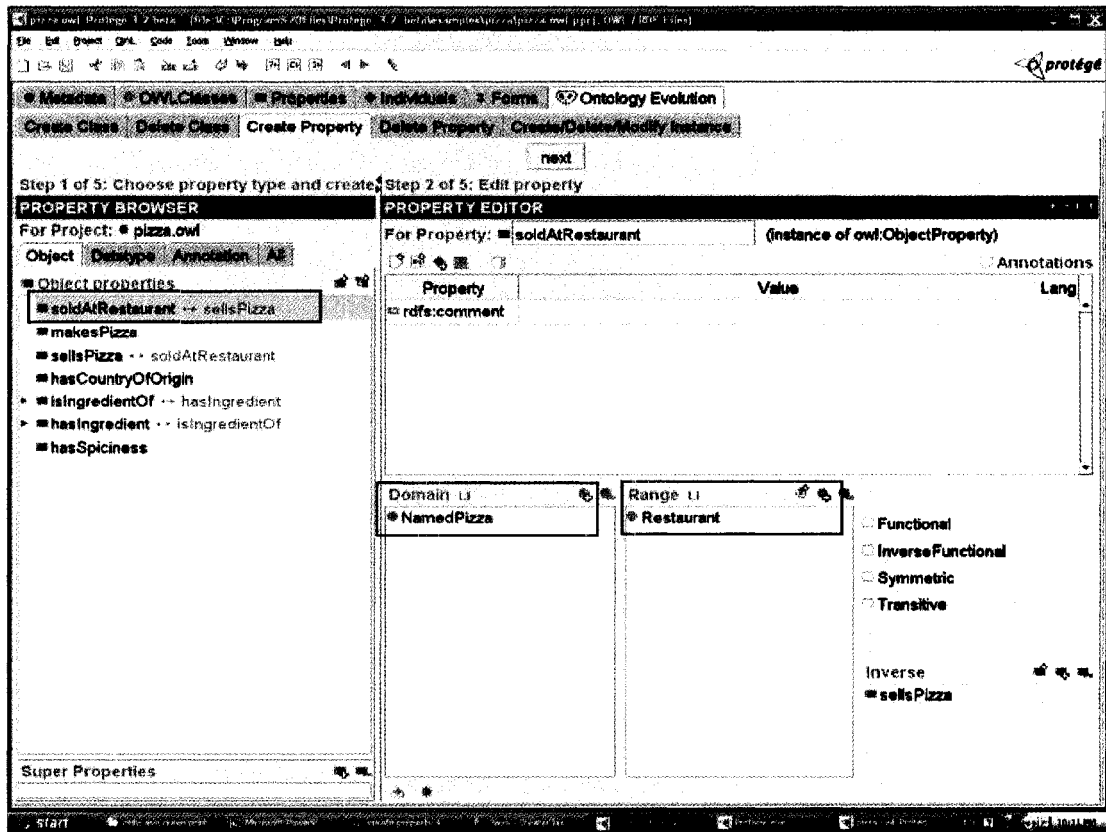 pizza.owl Protege 3.2 beta
File Edit Project OWL Code Tools Window Help
protégé
Metadata OWLClasses Properties Individuals Forms Ontology Evolution
Create Class Delete Class Create Property Delete Property Create/Delete/Modify Instance
next
Step 1 of 5: Choose property type and create
PROPERTY BROWSER
For Project: pizza.owl
Object Datatype Annotation All
Object properties
soldAtRestaurant ↔ sellsPizza
makesPizza
sellsPizza ↔ soldAtRestaurant
hasCountryOfOrigin
isIngredientOf ↔ hasIngredient
hasIngredient ↔ isIngredientOf
hasSpiciness
Super Properties
Step 2 of 5: Edit property
PROPERTY EDITOR
For Property: soldAtRestaurant (instance of owl:ObjectProperty)
Annotations
Property Value Lang
rdfs:comment
Domain ⊔
NamedPizza
Range ⊔
Restaurant
Functional
InverseFunctional
Symmetric
Transitive
Inverse
sellsPizza
start